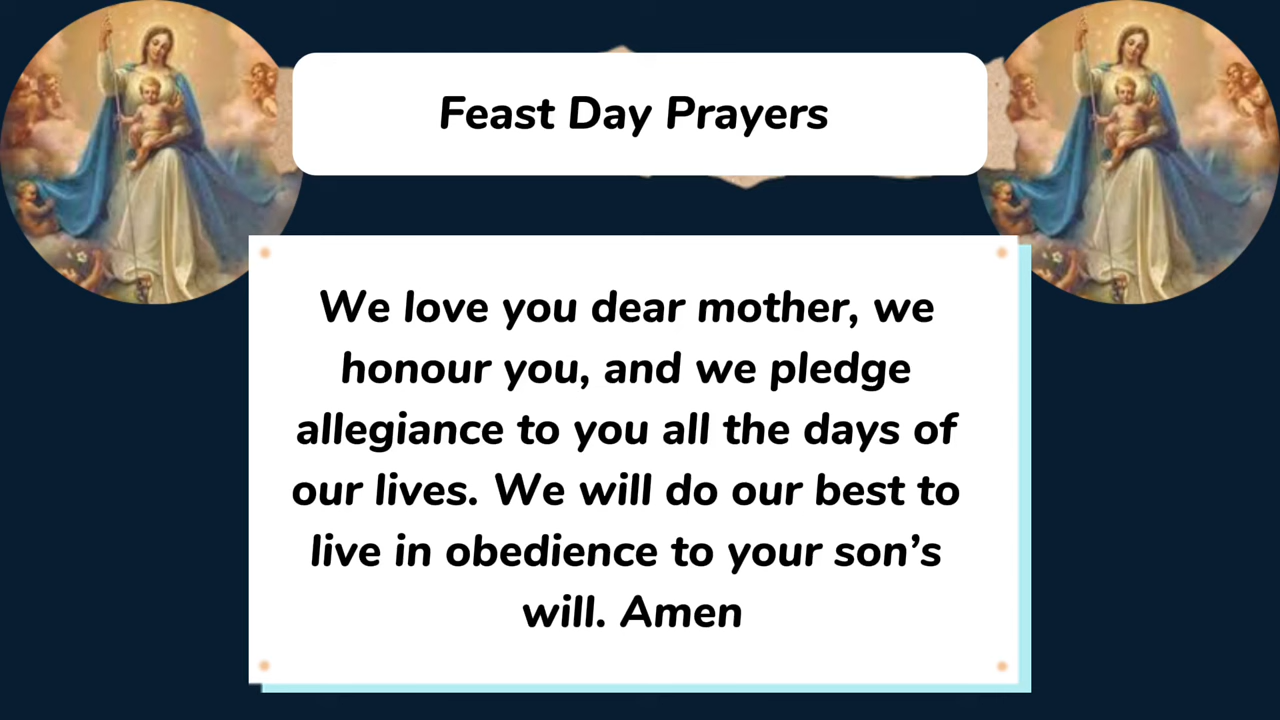 Feast Day Prayers
We love you dear mother, we
honour you, and we pledge
allegiance to you all the days of
our lives. We will do our best to
live in obedience to your son’s
will. Amen